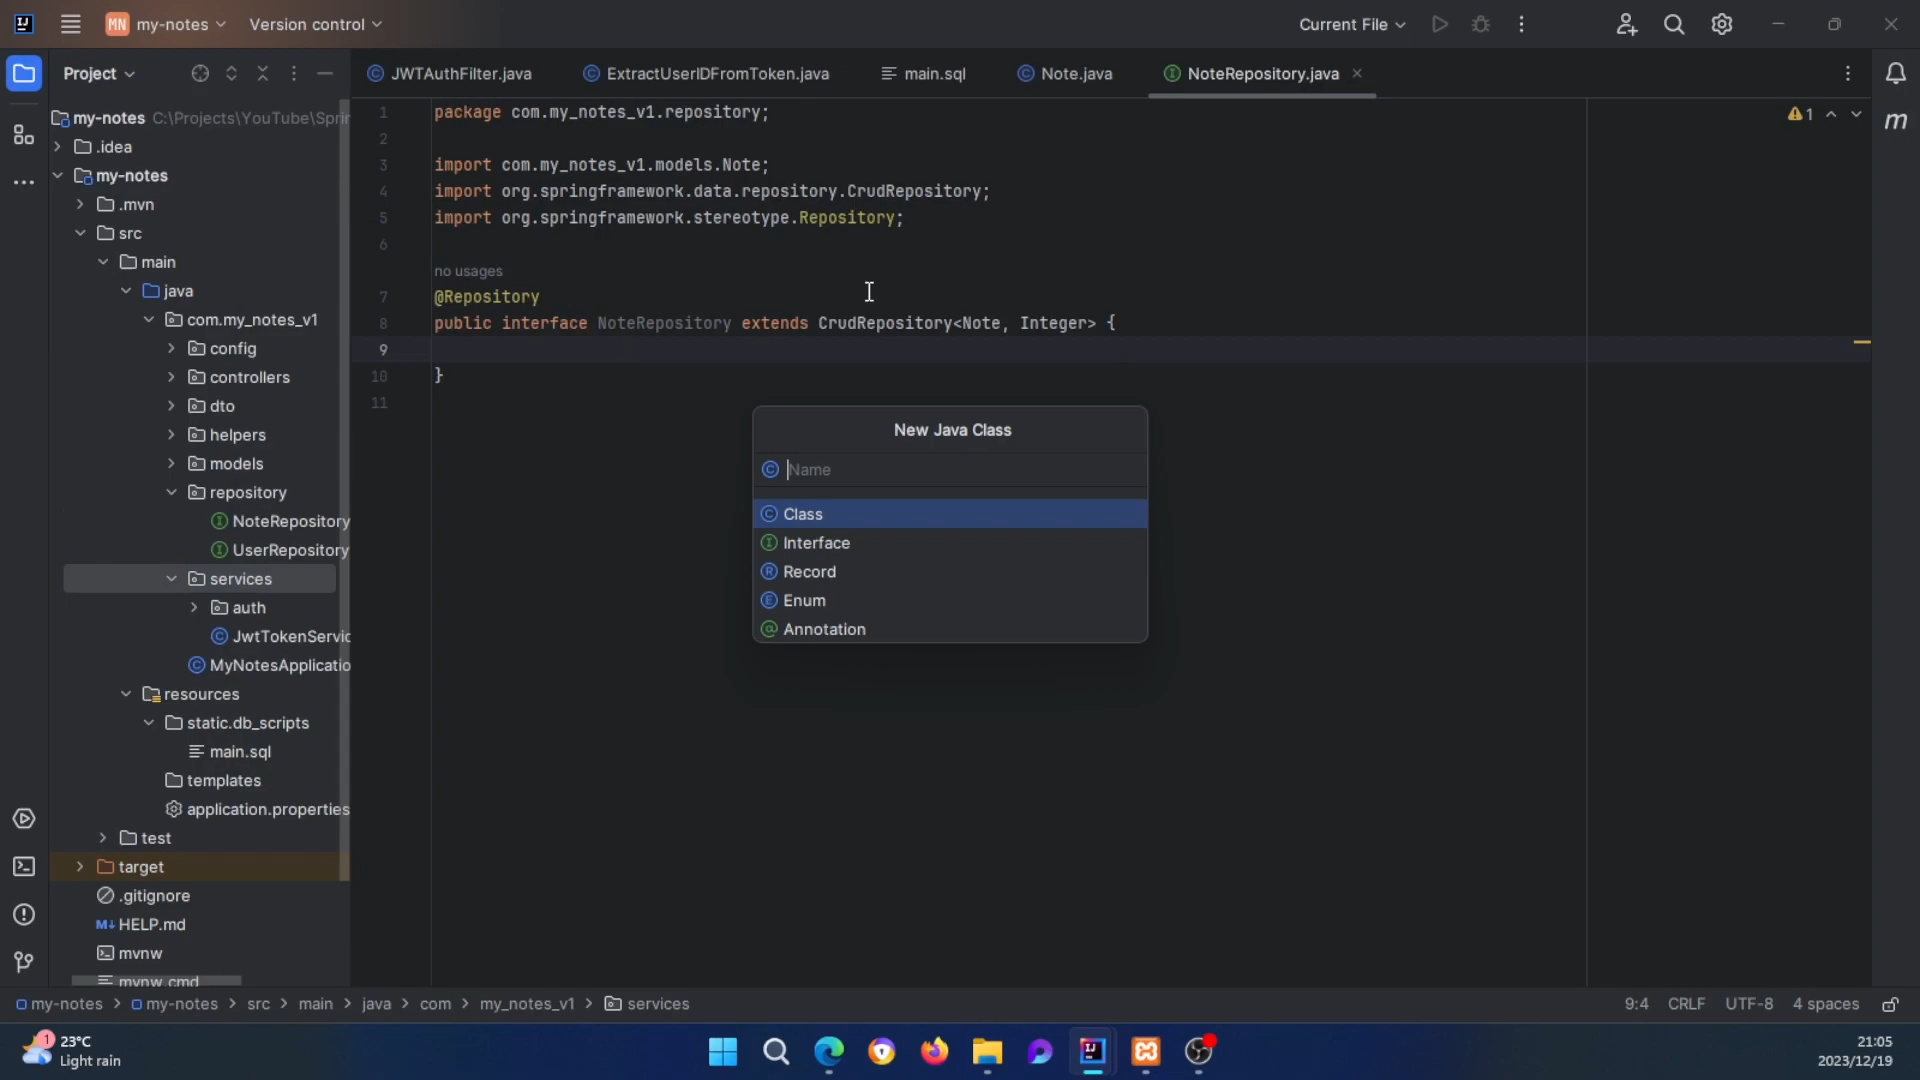 MN my-notes Version control Current File
Project
JWTAuthFilter.java ExtractUserIDFromToken.java main.sql Note.java NoteRepository.java
my-notes C:\Projects\YouTube\Spri
.idea
my-notes
.mvn
src
main
java
com.my_notes_v1
config
controllers
dto
helpers
models
repository
NoteRepository
UserRepository
services
auth
JwtTokenServic
MyNotesApplicatio
resources
static.db_scripts
main.sql
templates
application.properties
test
target
.gitignore
HELP.md
mvnw
mvnw.cmd
1 package com.my_notes_v1.repository;
2
3 import com.my_notes_v1.models.Note;
4 import org.springframework.data.repository.CrudRepository;
5 import org.springframework.stereotype.Repository;
6
no usages
7 @Repository
8 public interface NoteRepository extends CrudRepository<Note, Integer> {
9
10 }
11
1
m
New Java Class
Name
C Class
I Interface
R Record
E Enum
@ Annotation
my-notes > my-notes > src > main > java > com > my_notes_v1 > services
9:4 CRLF UTF-8 4 spaces
1 23°C
Light rain
21:05
2023/12/19